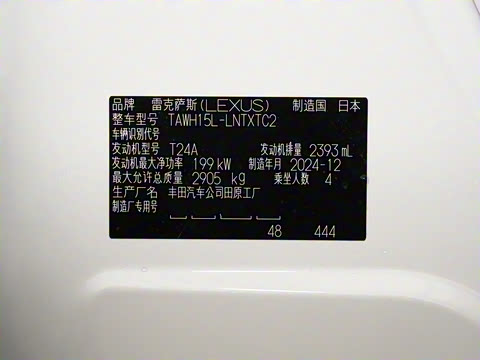 品牌 雷克萨斯(LEXUS) 制造国 日本
整车型号 TAWH15L-LNTXTC2
车辆识别代号
发动机型号 T24A 发动机排量 2393 mL
发动机最大净功率 199 kW 制造年月 2024-12
最大允许总质量 2905 kg 乘坐人数 4
生产厂名 丰田汽车公司田原工厂
制造厂专用号
48 444